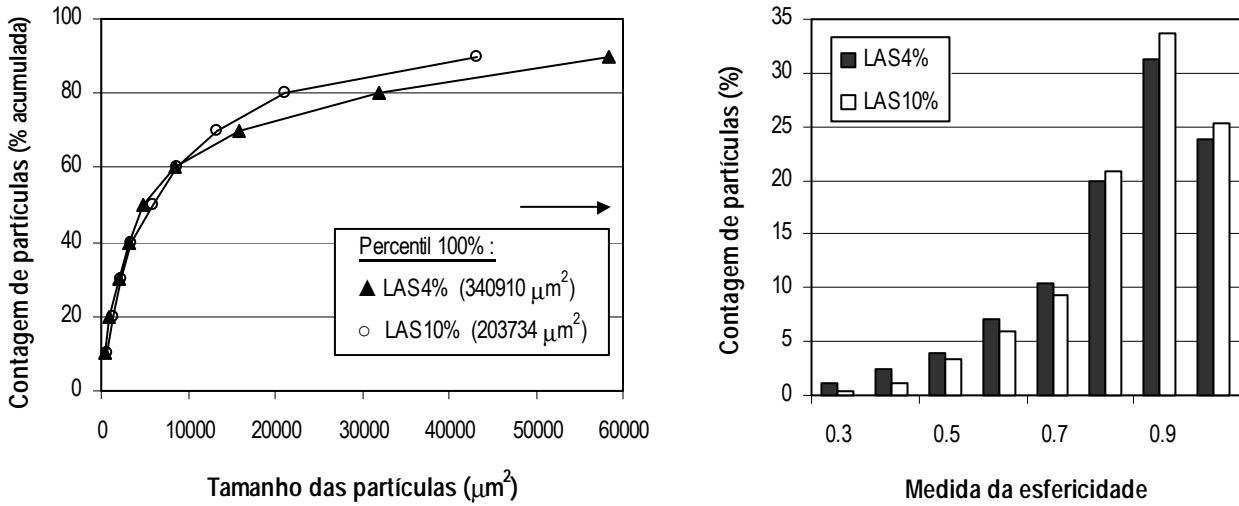 Contagem de partículas (% acumulada)
100
80
60
40
20
0
0 10000 20000 30000 40000 50000 60000
Tamanho das partículas (μm²)
Percentil 100% :
LAS4% (340910 μm²)
LAS10% (203734 μm²)
Contagem de partículas (%)
35
30
25
20
15
10
5
0
0.3 0.5 0.7 0.9
Medida da esfericidade
LAS4%
LAS10%